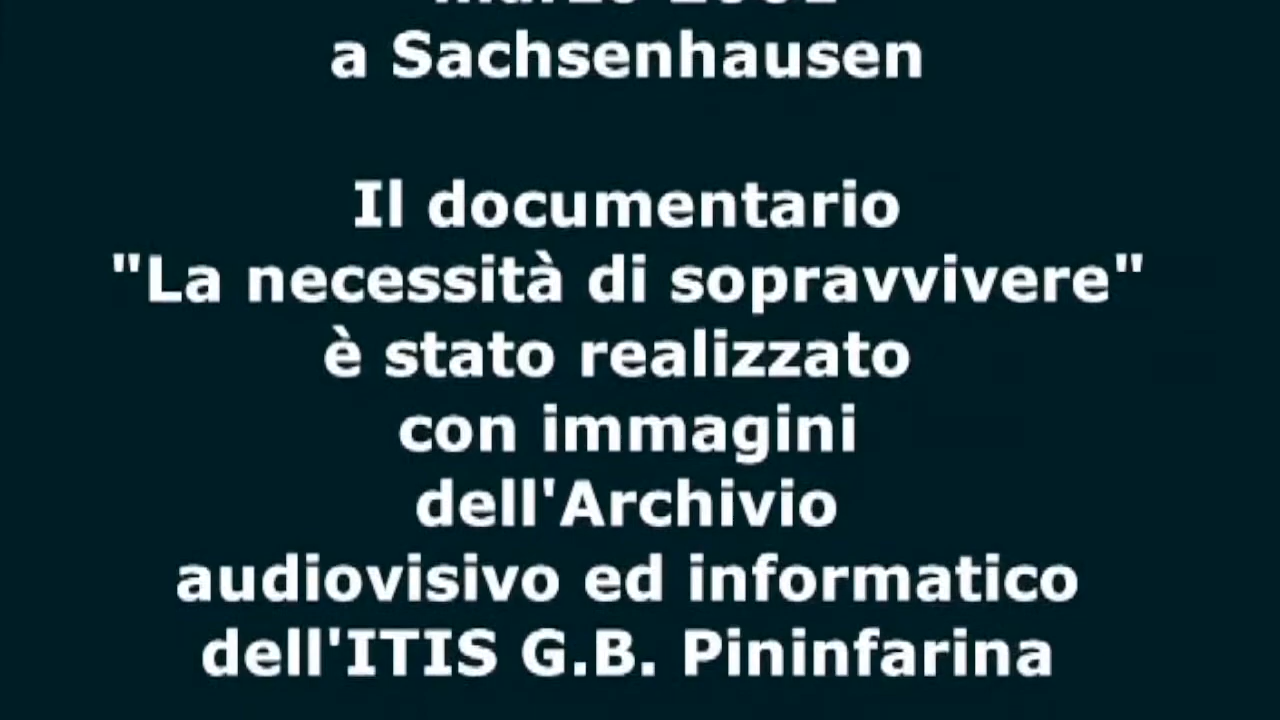 a Sachsenhausen
Il documentario
"La necessità di sopravvivere"
è stato realizzato
con immagini
dell'Archivio
audiovisivo ed informatico
dell'ITIS G.B. Pininfarina